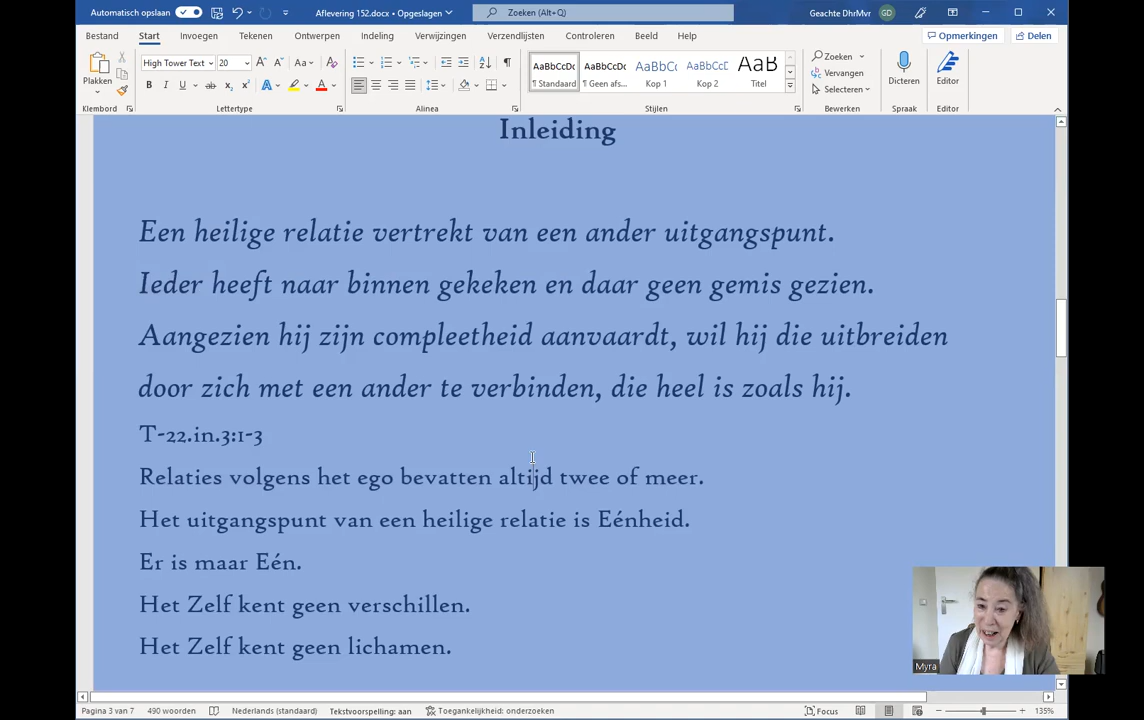 Automatisch opslaan
Aflevering 152.docx • Opgeslagen
Zoeken (Alt+Q)
Geachte DhrMvr
GD
Bestand Start Invoegen Tekenen Ontwerpen Indeling Verwijzingen Verzendlijsten Controleren Beeld Help Opmerkingen Delen
Plakken
High Tower Text 20
AaBbCcDc AaBbCcDc AaBbCc AaBbCcD AaB
¶ Standaard ¶ Geen afs... Kop 1 Kop 2 Titel
Zoeken
Vervangen
Selecteren
Dicteren Editor
Klembord Lettertype Alinea Stijlen Bewerken Spraak Editor
Inleiding
Een heilige relatie vertrekt van een ander uitgangspunt.
Ieder heeft naar binnen gekeken en daar geen gemis gezien.
Aangezien hij zijn compleetheid aanvaardt, wil hij die uitbreiden
door zich met een ander te verbinden, die heel is zoals hij.
T-22.in.3:1-3
Relaties volgens het ego bevatten altijd twee of meer.
Het uitgangspunt van een heilige relatie is Eénheid.
Er is maar Eén.
Het Zelf kent geen verschillen.
Het Zelf kent geen lichamen.
Myra
Pagina 3 van 7 490 woorden Nederlands (standaard) Tekstvoorspelling: aan Toegankelijkheid: onderzoeken Focus 135%